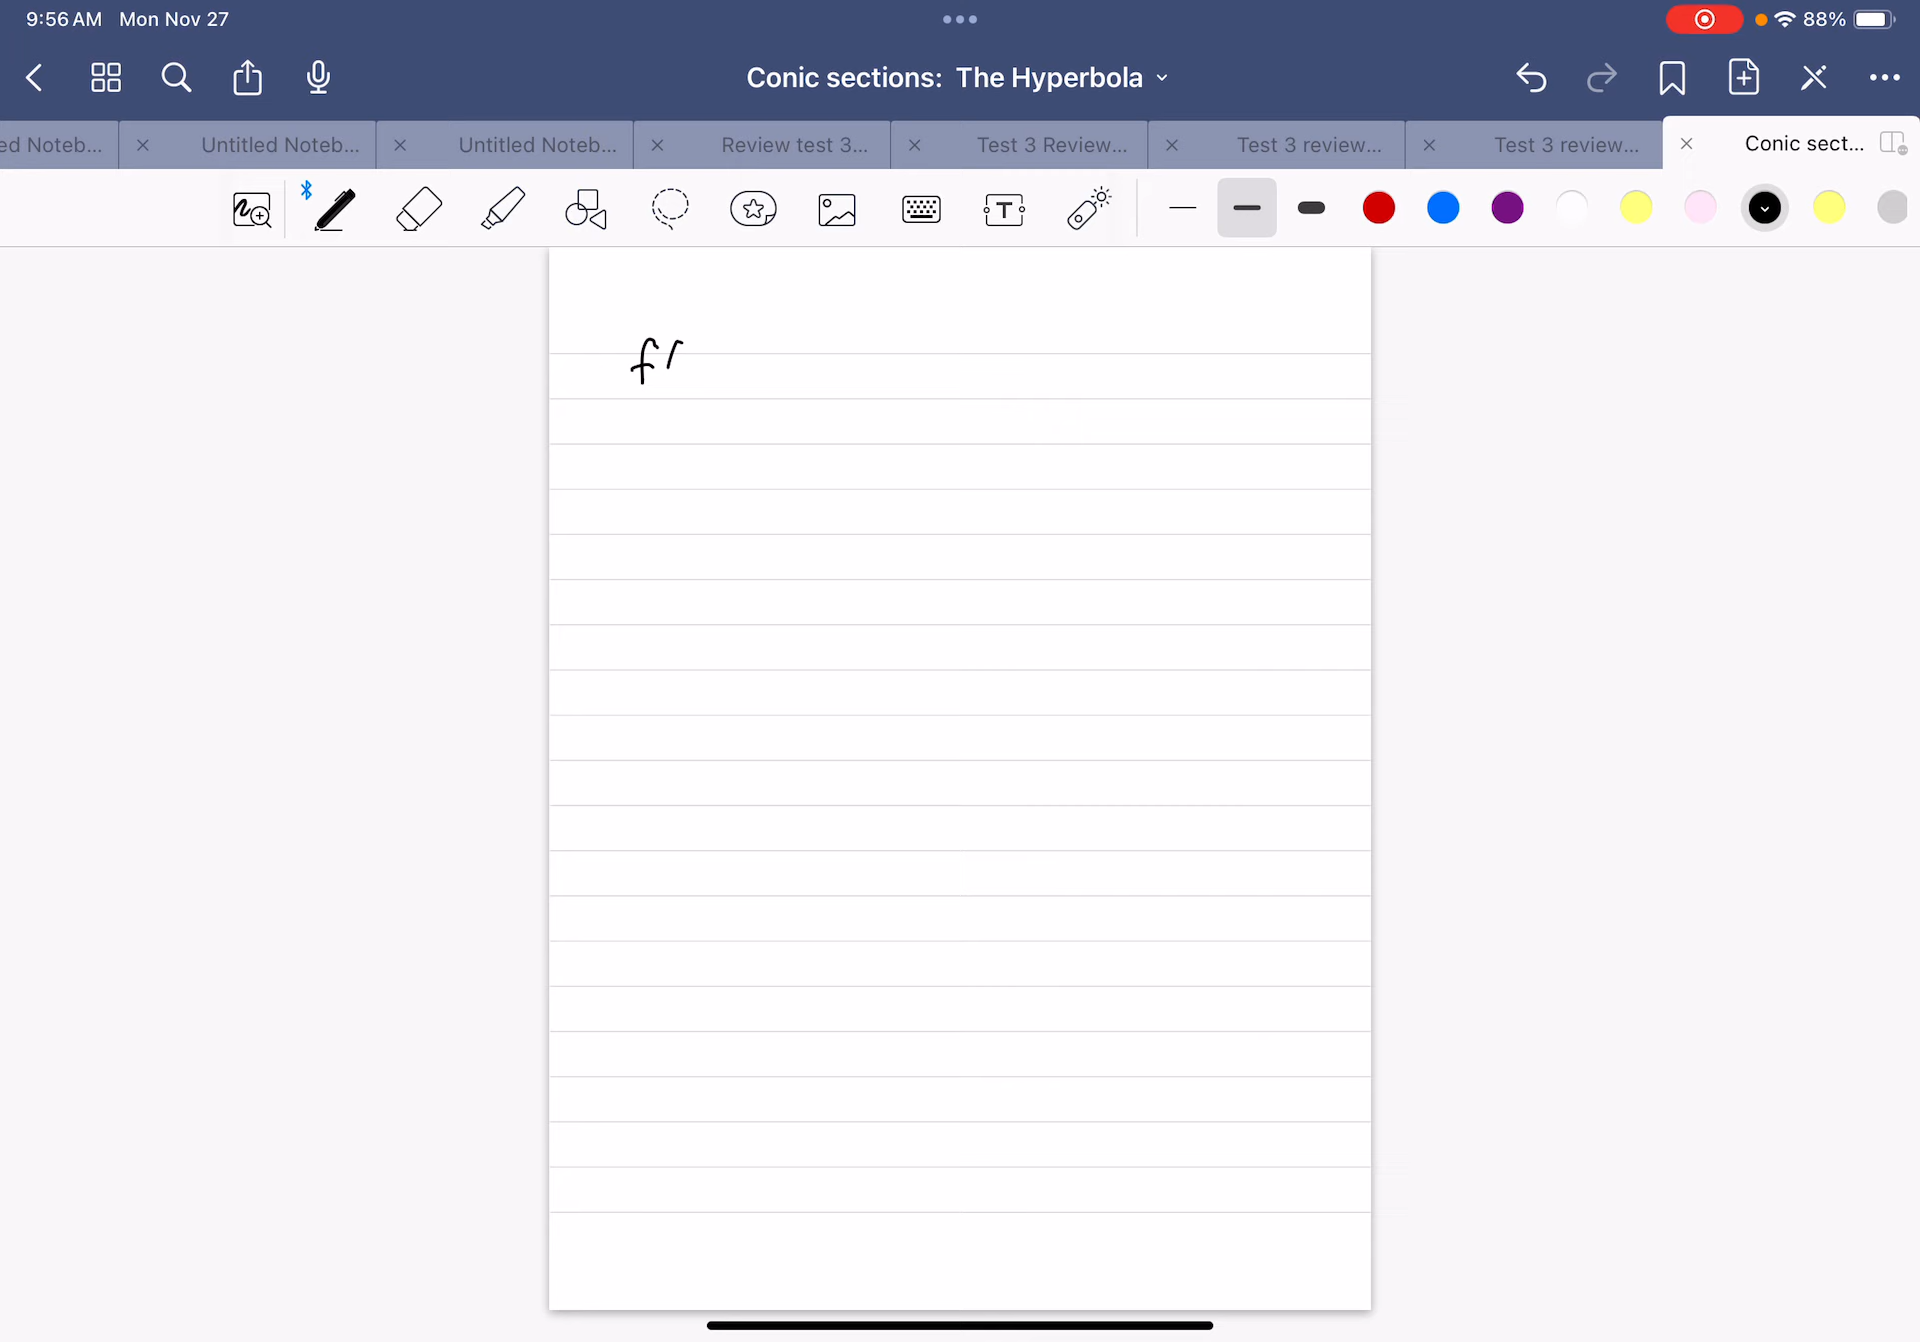 9:56 AM Mon Nov 27 88%
Conic sections: The Hyperbola
ed Noteb... Untitled Noteb... Untitled Noteb... Review test 3... Test 3 Review... Test 3 review... Test 3 review... Conic sect...
T